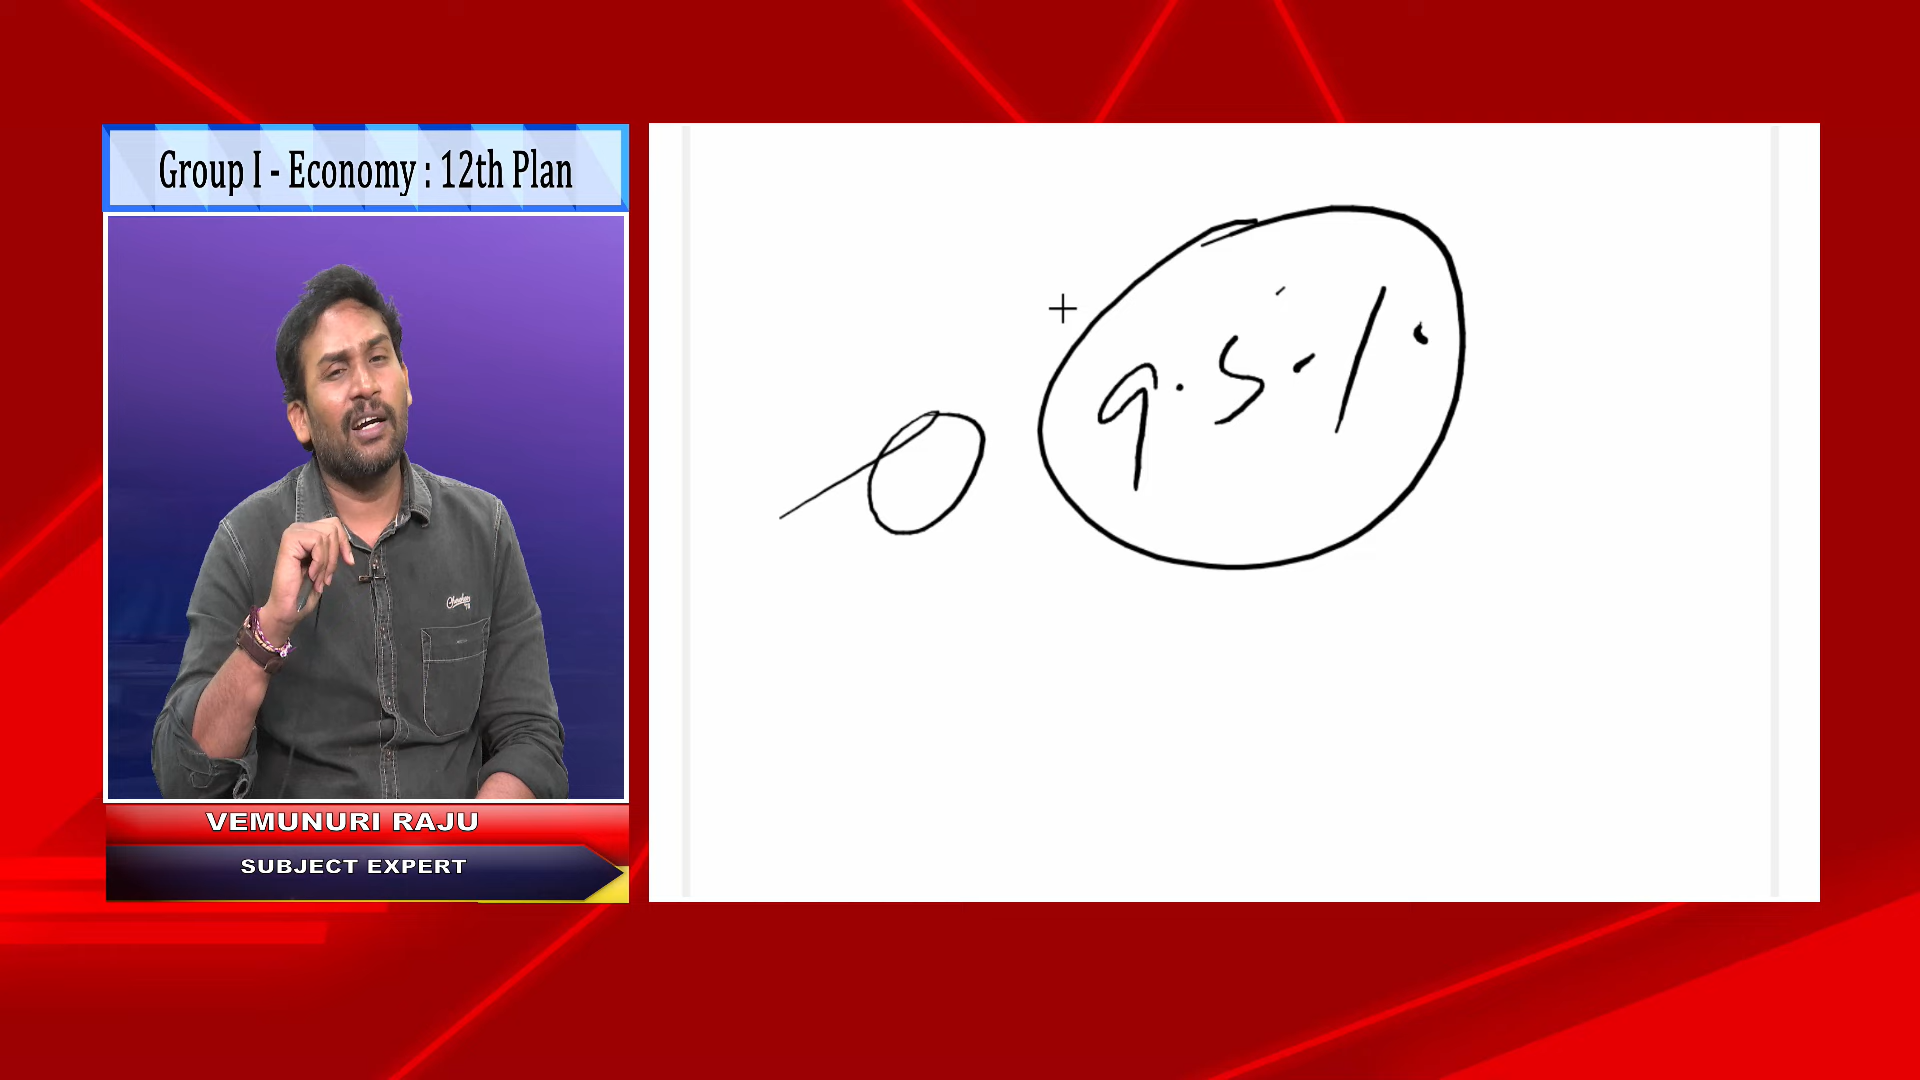 Group I - Economy : 12th Plan
9.5 %
VEMUNURI RAJU
SUBJECT EXPERT